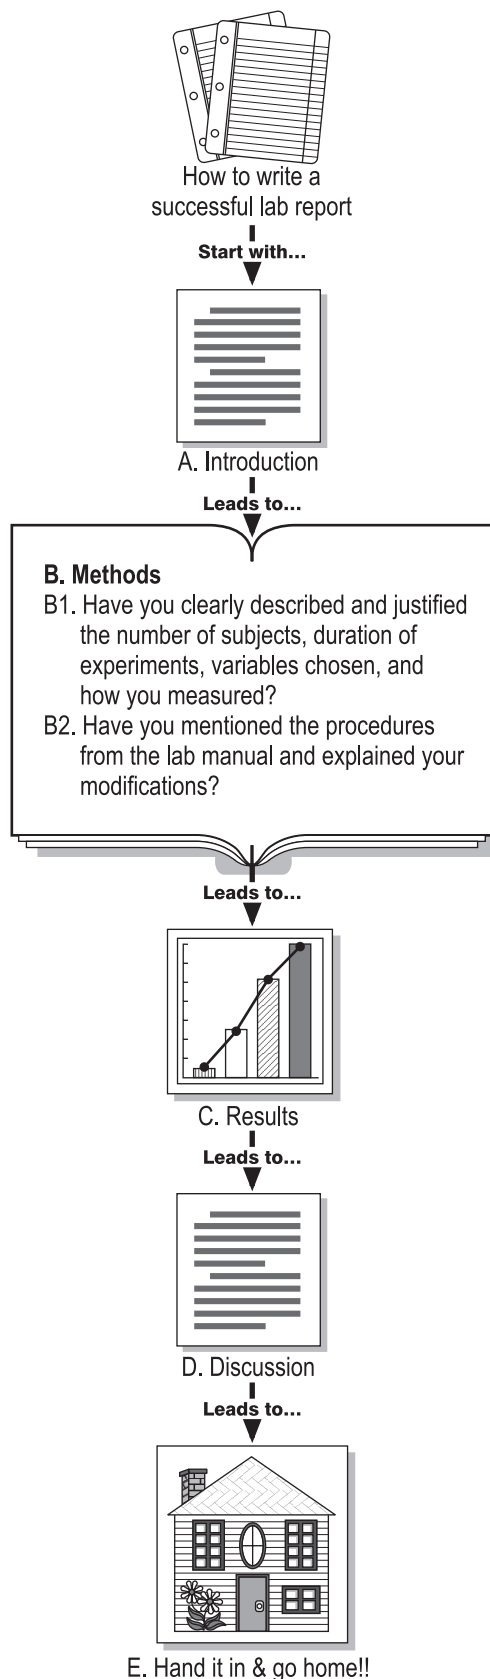 How to write a
successful lab report
Start with...
A. Introduction
Leads to...
B. Methods
B1. Have you clearly described and justified
the number of subjects, duration of
experiments, variables chosen, and
how you measured?
B2. Have you mentioned the procedures
from the lab manual and explained your
modifications?
Leads to...
C. Results
Leads to...
D. Discussion
Leads to...
E. Hand it in & go home!!